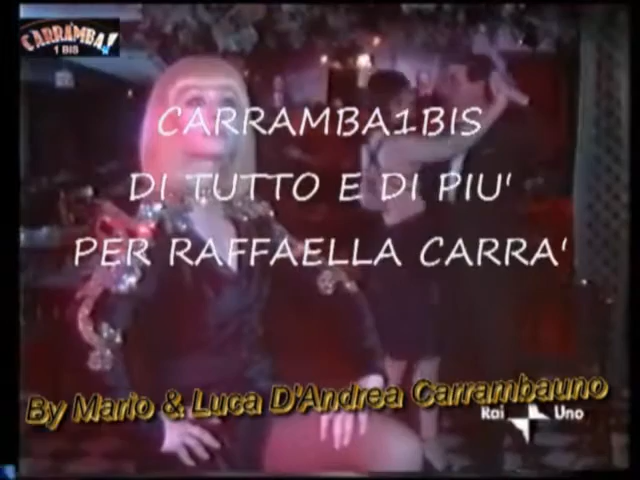 CARRAMBA!
1 BIS
CARRAMBA1BIS
DI TUTTO E DI PIU'
PER RAFFAELLA CARRA'
By Mario & Luca D'Andrea Carrambauno
Rai Uno